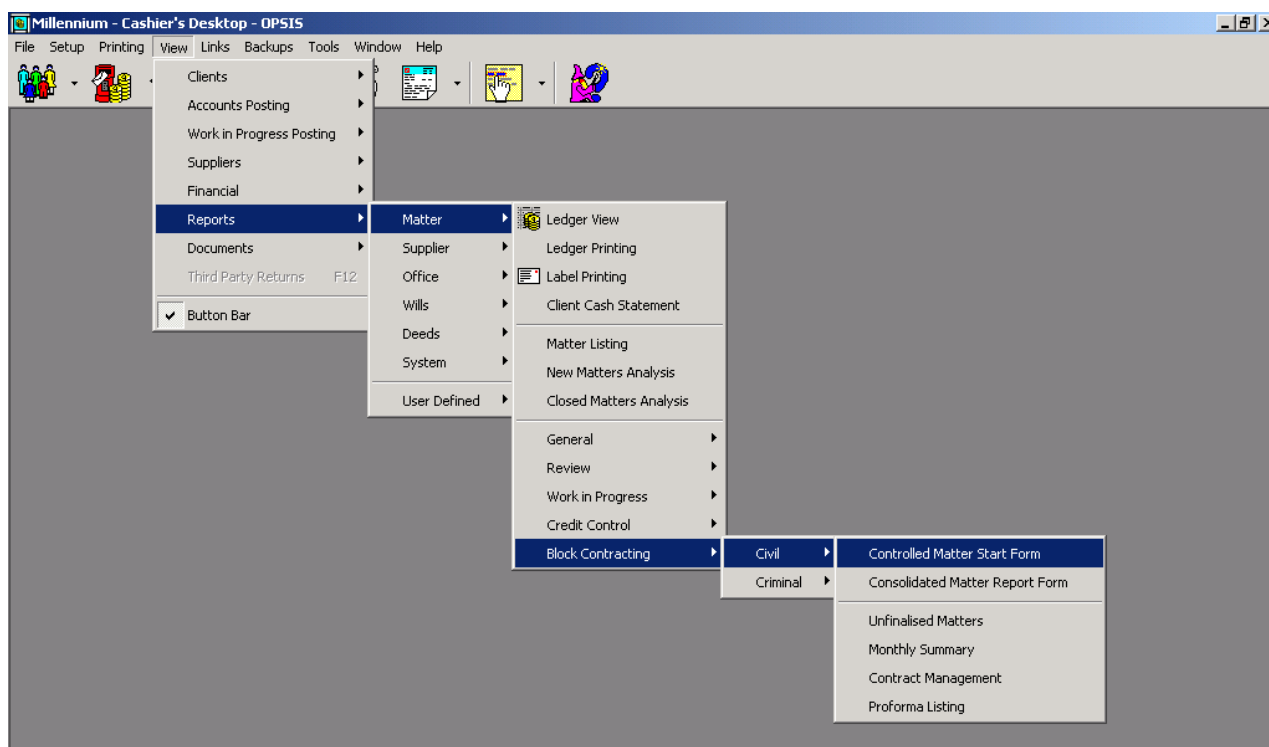 Millennium - Cashier's Desktop - OPSIS
File Setup Printing View Links Backups Tools Window Help
Clients
Accounts Posting
Work in Progress Posting
Suppliers
Financial
Reports
Documents
Third Party Returns F12
Button Bar
Matter
Supplier
Office
Wills
Deeds
System
User Defined
Ledger View
Ledger Printing
Label Printing
Client Cash Statement
Matter Listing
New Matters Analysis
Closed Matters Analysis
General
Review
Work in Progress
Credit Control
Block Contracting
Civil
Criminal
Controlled Matter Start Form
Consolidated Matter Report Form
Unfinalised Matters
Monthly Summary
Contract Management
Proforma Listing